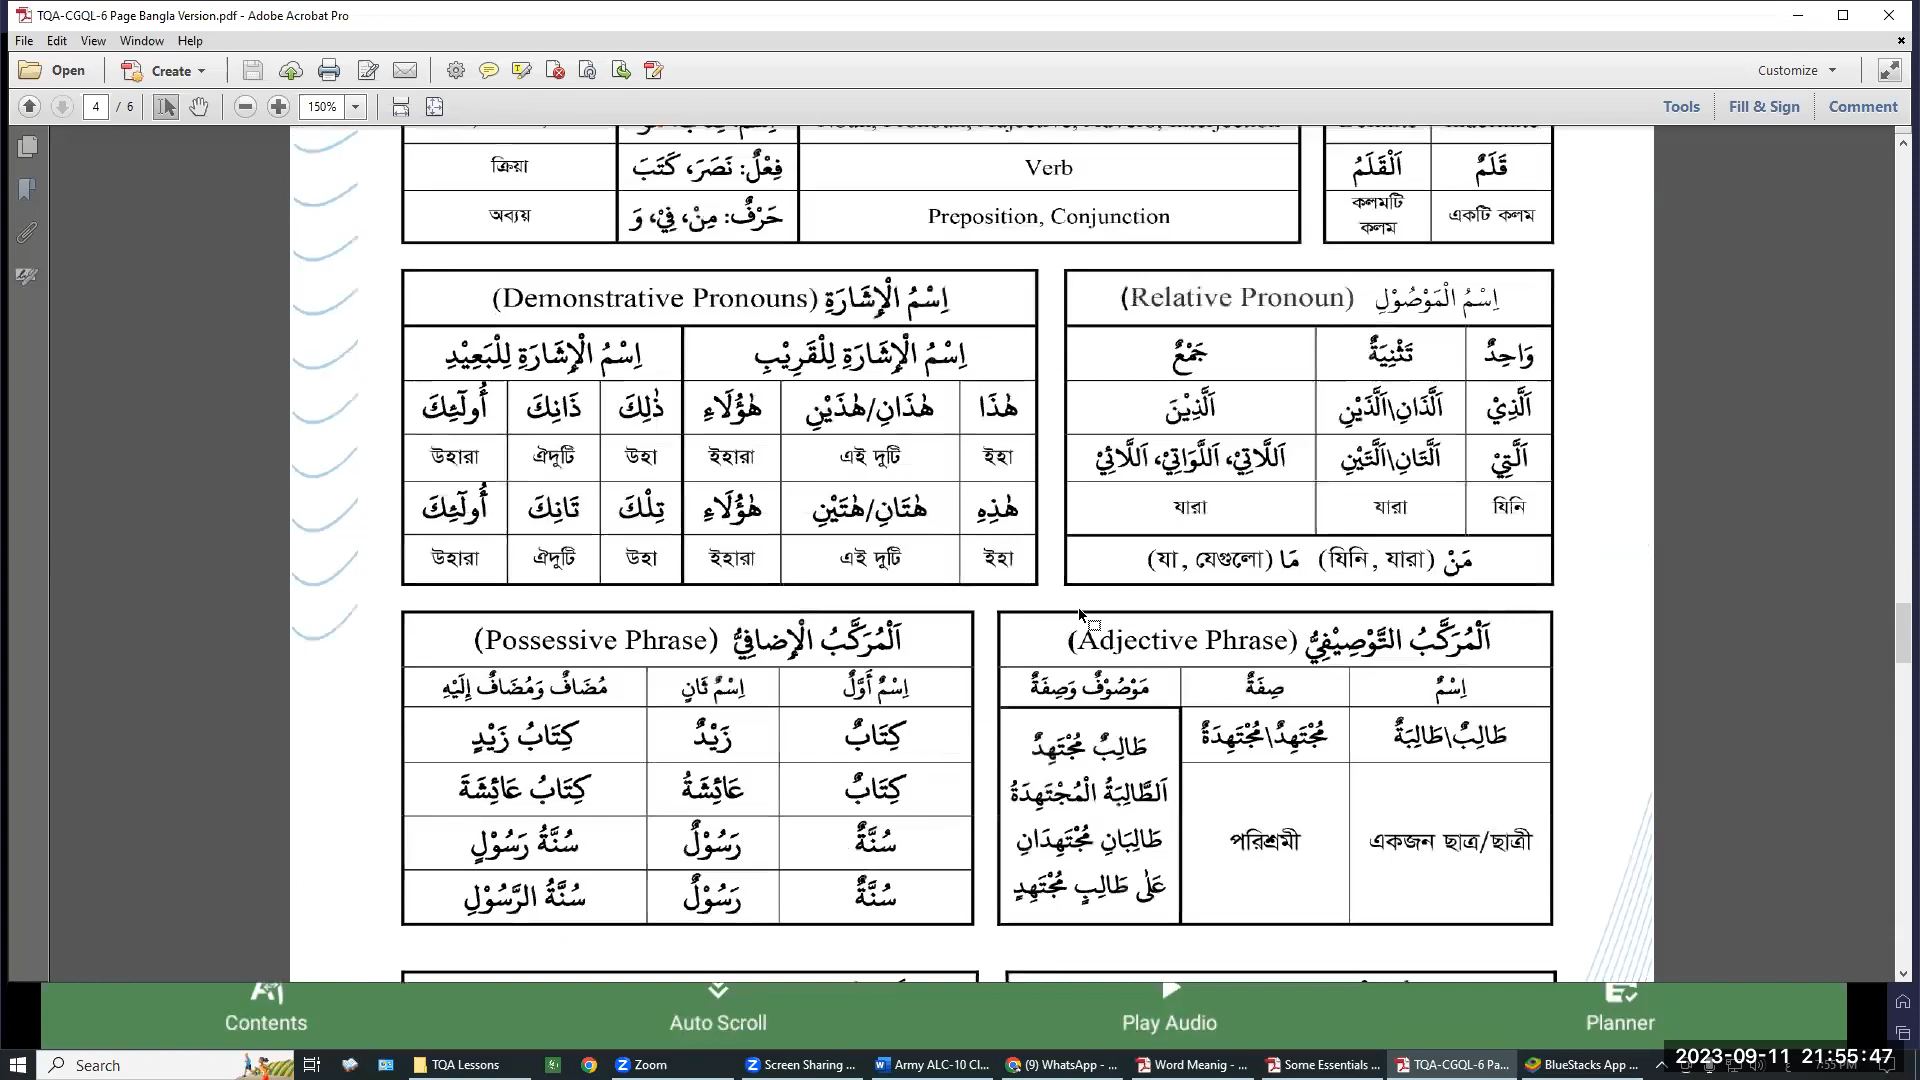 TQA-CGQL-6 Page Bangla Version.pdf - Adobe Acrobat Pro
File Edit View Window Help
Open Create Customize
4 / 6 150% Tools Fill & Sign Comment
ক্রিয়া فِعْلٌ: نَصَرَ، كَتَبَ Verb اَلْقَلَمُ قَلَمٌ
অব্যয় حَرْفٌ: مِنْ، فِيْ، وَ Preposition, Conjunction কলমটি কলম একটি কলম
(Demonstrative Pronouns) اِسْمُ الْإِشَارَةِ
اِسْمُ الْإِشَارَةِ لِلْبَعِيْدِ اِسْمُ الْإِشَارَةِ لِلْقَرِيْبِ
أُولَٓئِكَ ذَانِكَ ذٰلِكَ هٰؤُلَاءِ هٰذَانِ/هٰذَيْنِ هٰذَا
উহারা ঐদুটি উহা ইহারা এই দুটি ইহা
أُولَٓئِكَ تَانِكَ تِلْكَ هٰؤُلَاءِ هٰتَانِ/هٰتَيْنِ هٰذِهِ
উহারা ঐদুটি উহা ইহারা এই দুটি ইহা
(Relative Pronoun) اِسْمُ الْمَوْصُوْلِ
جَمْعٌ تَثْنِيَةٌ وَاحِدٌ
اَلَّذِيْنَ اَلَّذَانِ\اَلَّذَيْنِ اَلَّذِيْ
اَللَّاتِيْ، اَللَّوَاتِيْ، اَللَّائِيْ اَلَّتَانِ\اَلَّتَيْنِ اَلَّتِيْ
যারা যারা যিনি
مَنْ (যিনি, যারা) مَا (যা, যেগুলো)
(Possessive Phrase) اَلْمُرَكَّبُ الْإِضافِيُّ
مُضَافٌ وَمُضَافٌ إِلَيْهِ اِسْمٌ ثَانٍ اِسْمٌ أَوَّلٌ
كِتَابُ زَيْدٍ زَيْدٌ كِتَابٌ
كِتَابُ عَائِشَةَ عَائِشَةُ كِتَابٌ
سُنَّةُ رَسُوْلٍ رَسُوْلٌ سُنَّةٌ
سُنَّةُ الرَّسُوْلِ رَسُوْلٌ سُنَّةٌ
(Adjective Phrase) اَلْمُرَكَّبُ التَّوْصِيْفِيُّ
مَوْصُوْفٌ وَصِفَةٌ صِفَةٌ اِسْمٌ
طَالِبٌ مُجْتَهِدٌ مُجْتَهِدٌ\مُجْتَهِدَةٌ طَالِبٌ\طَالِبَةٌ
اَلطَّالِبَةُ الْمُجْتَهِدَةُ
طَالِبَانِ مُجْتَهِدَانِ পরিশ্রমী একজন ছাত্র/ছাত্রী
عَلٰى طَالِبٍ مُجْتَهِدٍ
Contents Auto Scroll Play Audio Planner
Search TQA Lessons Zoom Screen Sharing ... Army ALC-10 Cl... (9) WhatsApp - ... Word Meanig - ... Some Essentials ... TQA-CGQL-6 Pa... BlueStacks App ...
2023-09-11 21:55:47